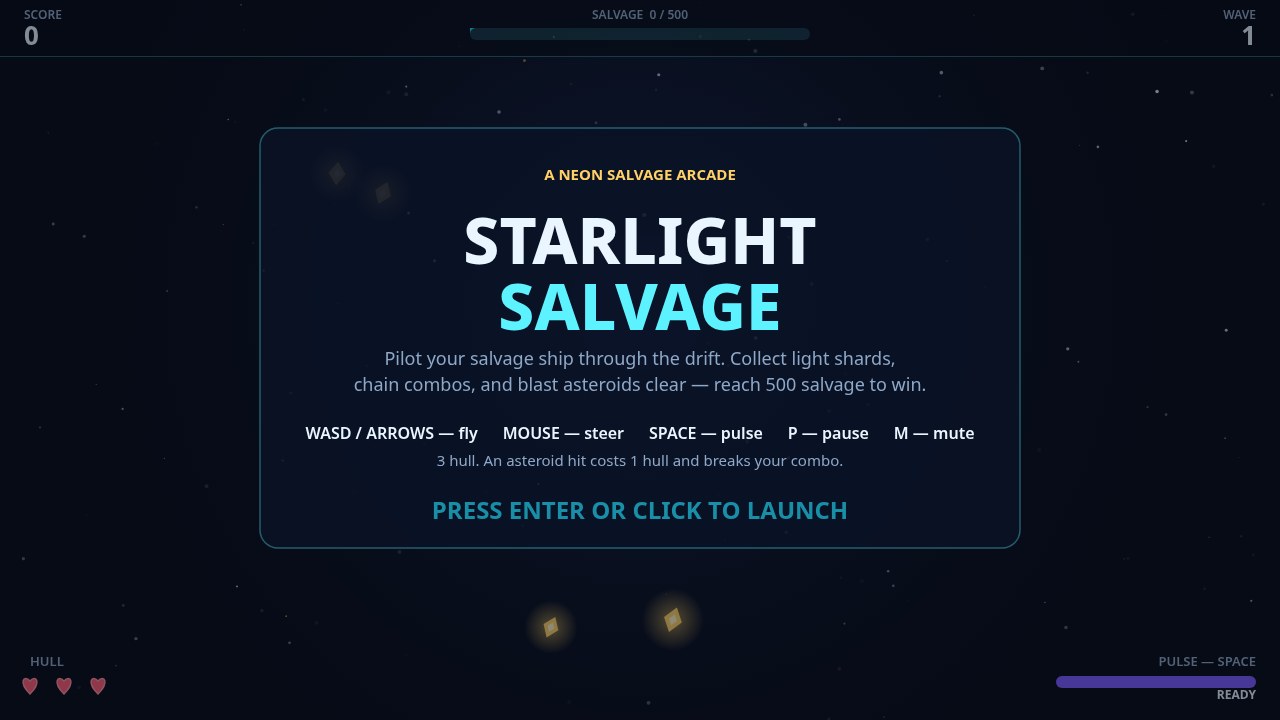 SCORE
0
SALVAGE 0 / 500
WAVE
1
A NEON SALVAGE ARCADE
STARLIGHT
SALVAGE
Pilot your salvage ship through the drift. Collect light shards,
chain combos, and blast asteroids clear — reach 500 salvage to win.
WASD / ARROWS — fly MOUSE — steer SPACE — pulse P — pause M — mute
3 hull. An asteroid hit costs 1 hull and breaks your combo.
PRESS ENTER OR CLICK TO LAUNCH
HULL
PULSE — SPACE
READY